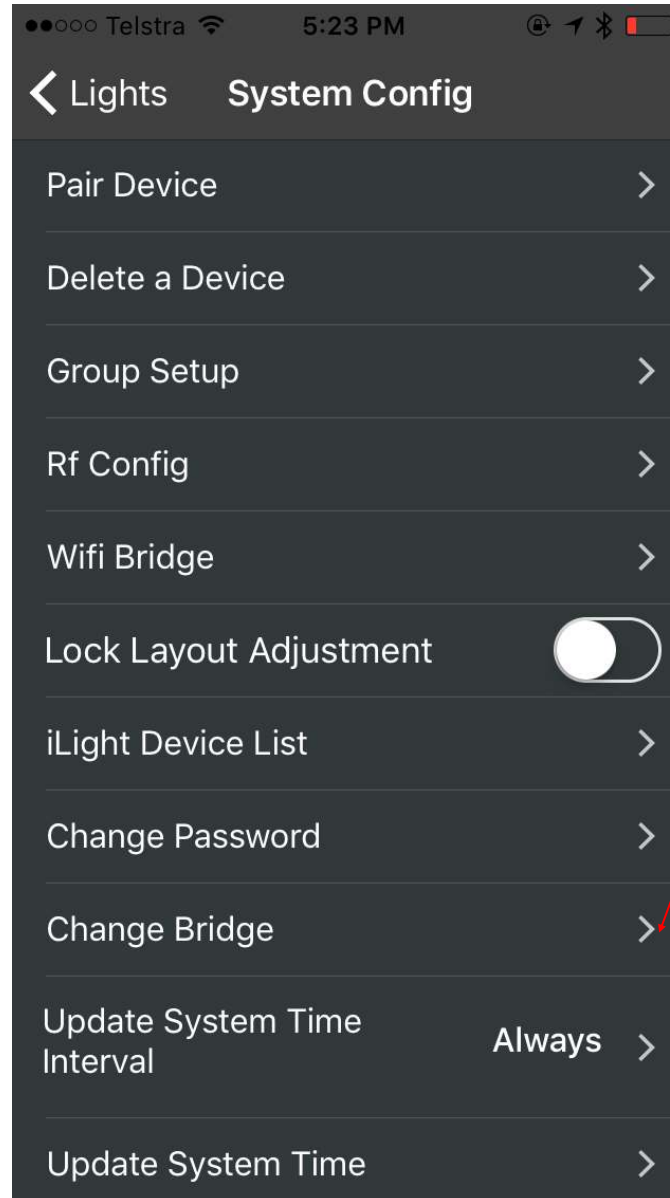 Telstra 5:23 PM
Lights System Config
Pair Device
Delete a Device
Group Setup
Rf Config
Wifi Bridge
Lock Layout Adjustment
iLight Device List
Change Password
Change Bridge
Update System Time
Interval
Always
Update System Time